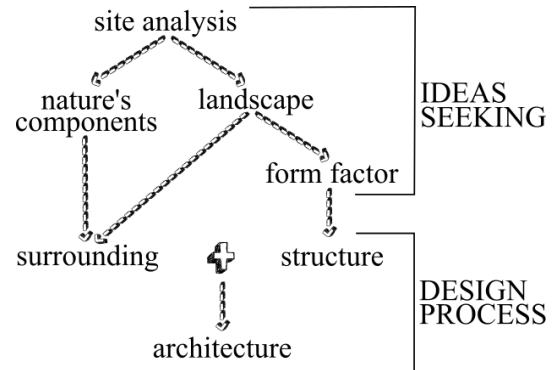 site analysis
nature's
components
landscape
IDEAS
SEEKING
form factor
surrounding
structure
DESIGN
PROCESS
architecture